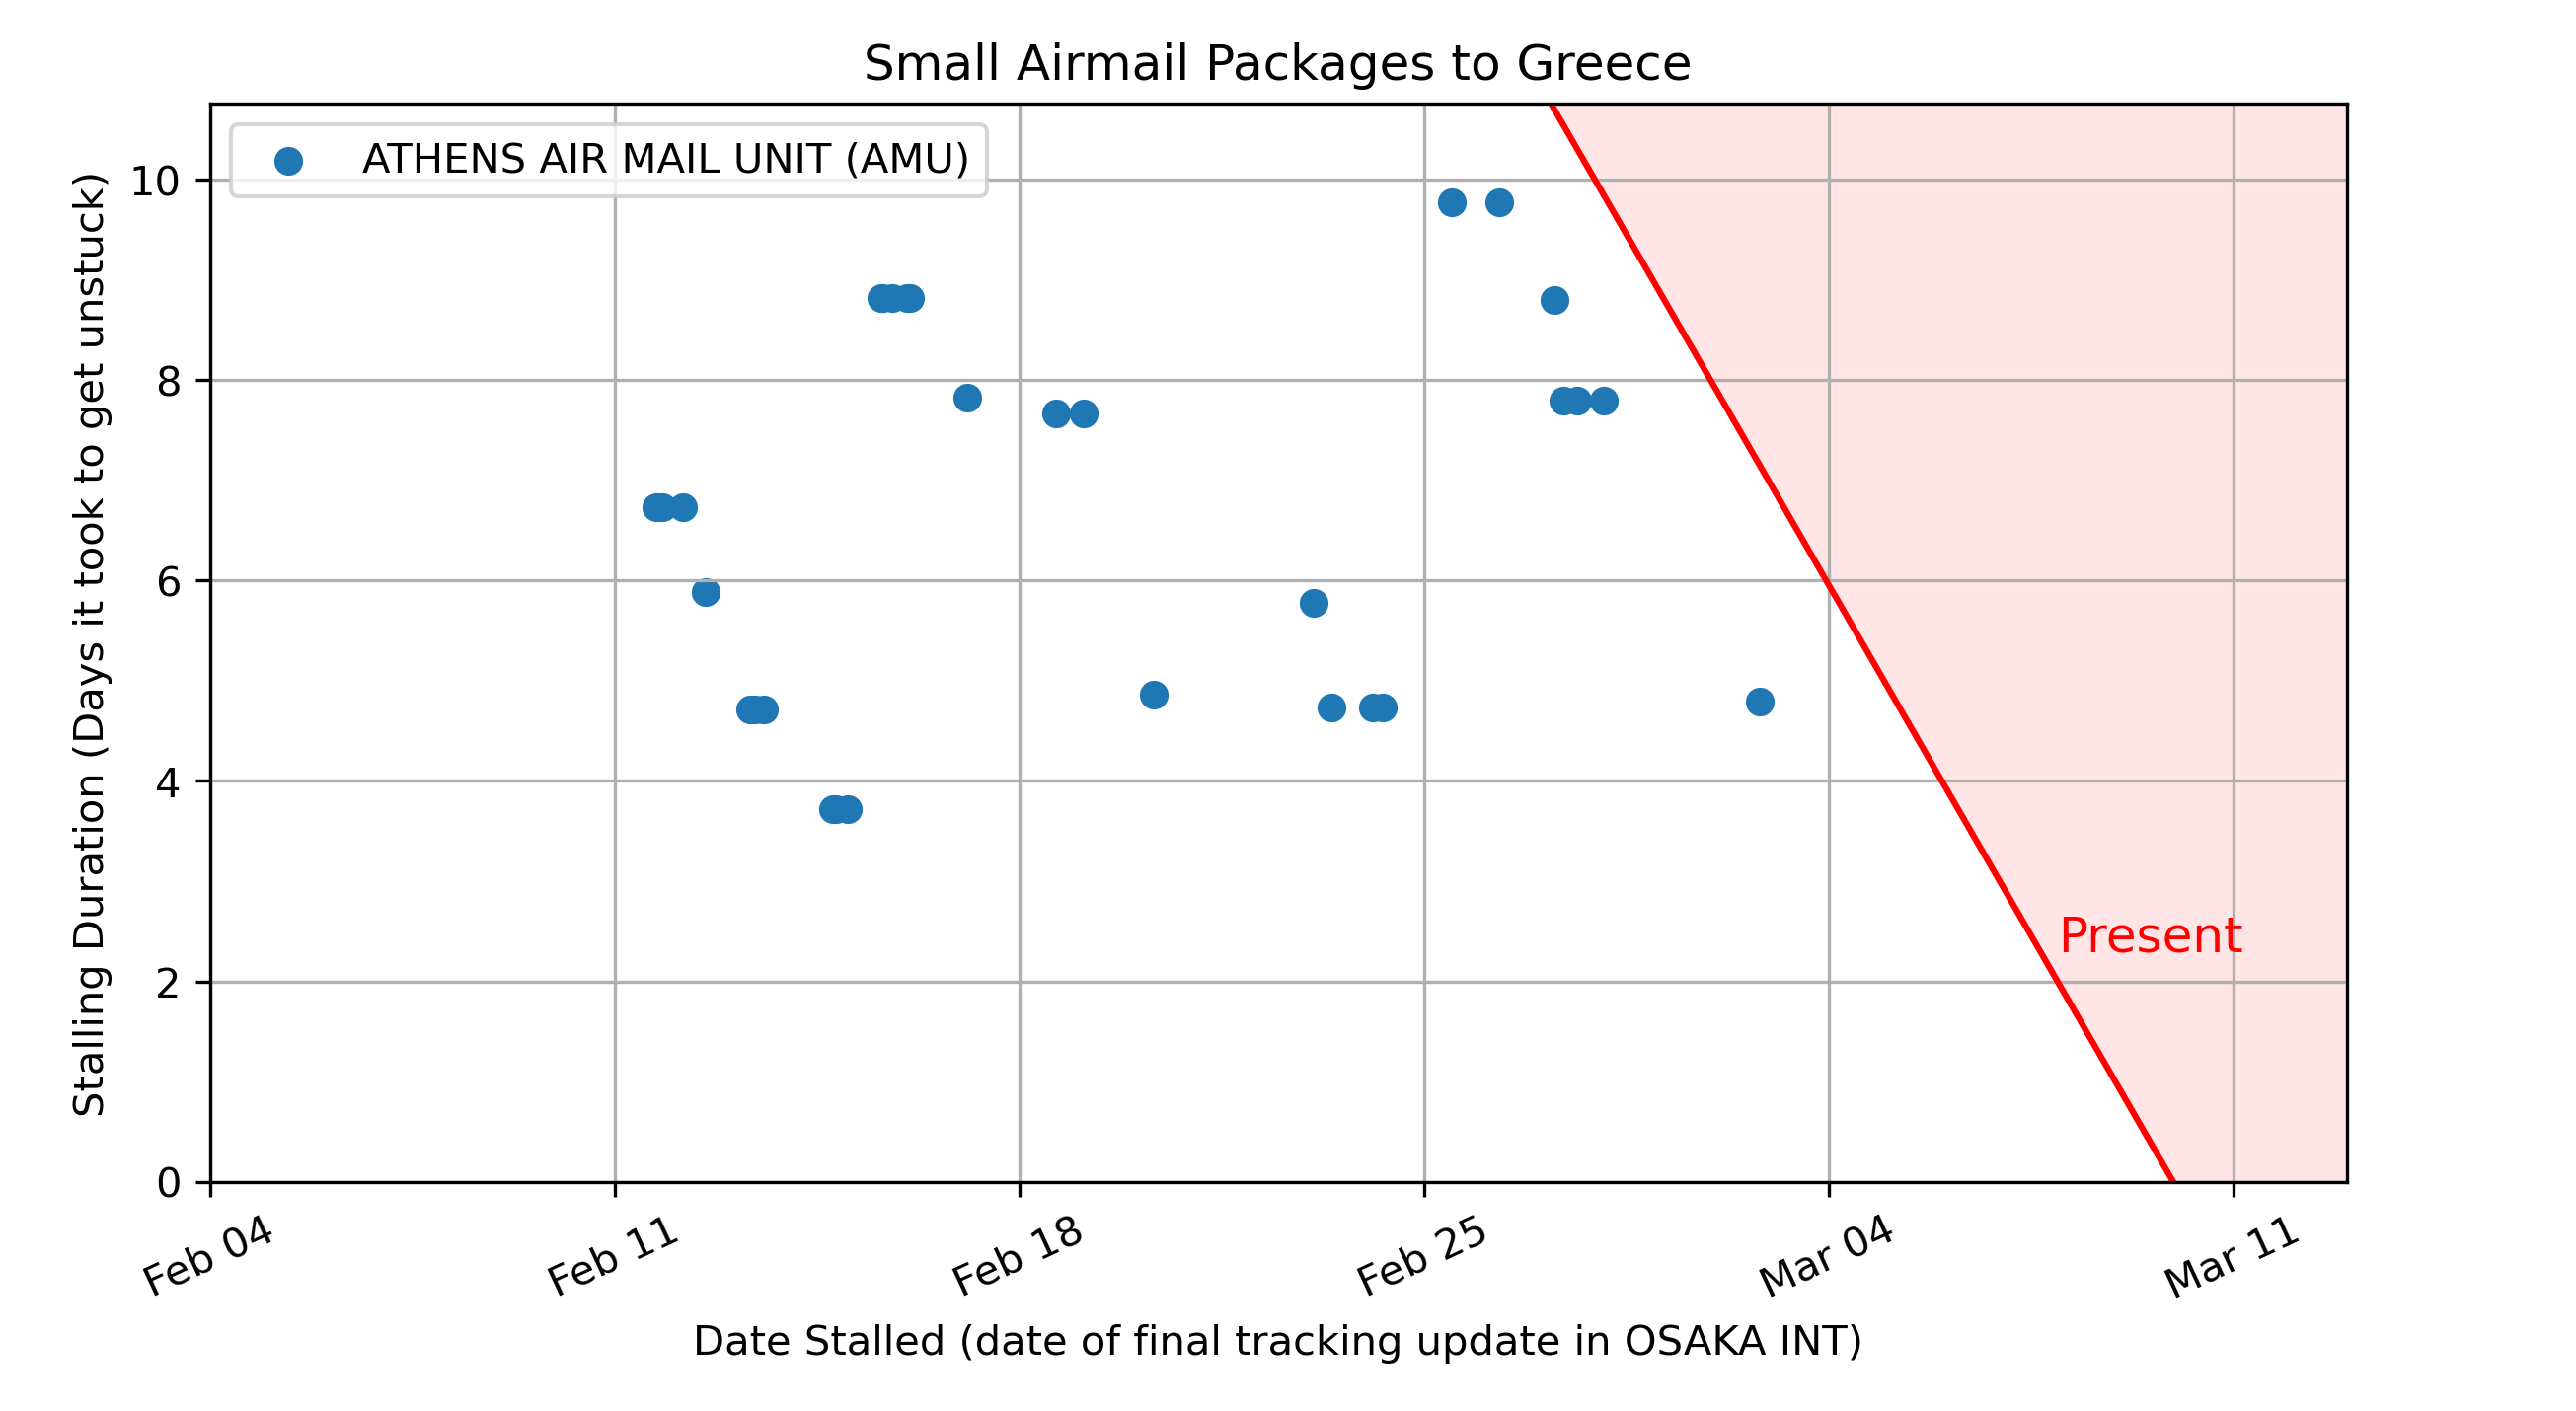 Small Airmail Packages to Greece
ATHENS AIR MAIL UNIT (AMU)
Stalling Duration (Days it took to get unstuck)
10
8
6
4
2
0
Present
Feb 04
Feb 11
Feb 18
Feb 25
Mar 04
Mar 11
Date Stalled (date of final tracking update in OSAKA INT)